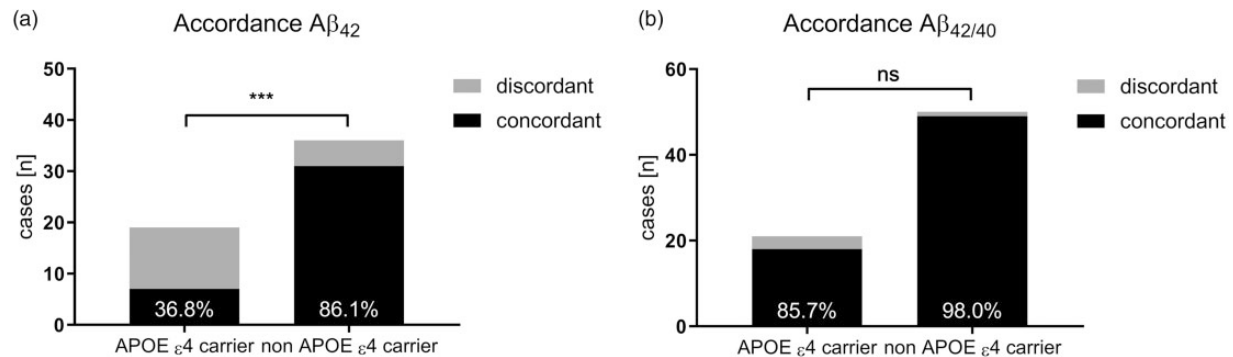 (a)
Accordance Aβ42
50
40
30
20
10
0
cases [n]
***
discordant
concordant
36.8%
86.1%
APOE ε4 carrier non APOE ε4 carrier
(b)
Accordance Aβ42/40
60
40
20
0
cases [n]
ns
discordant
concordant
85.7%
98.0%
APOE ε4 carrier non APOE ε4 carrier